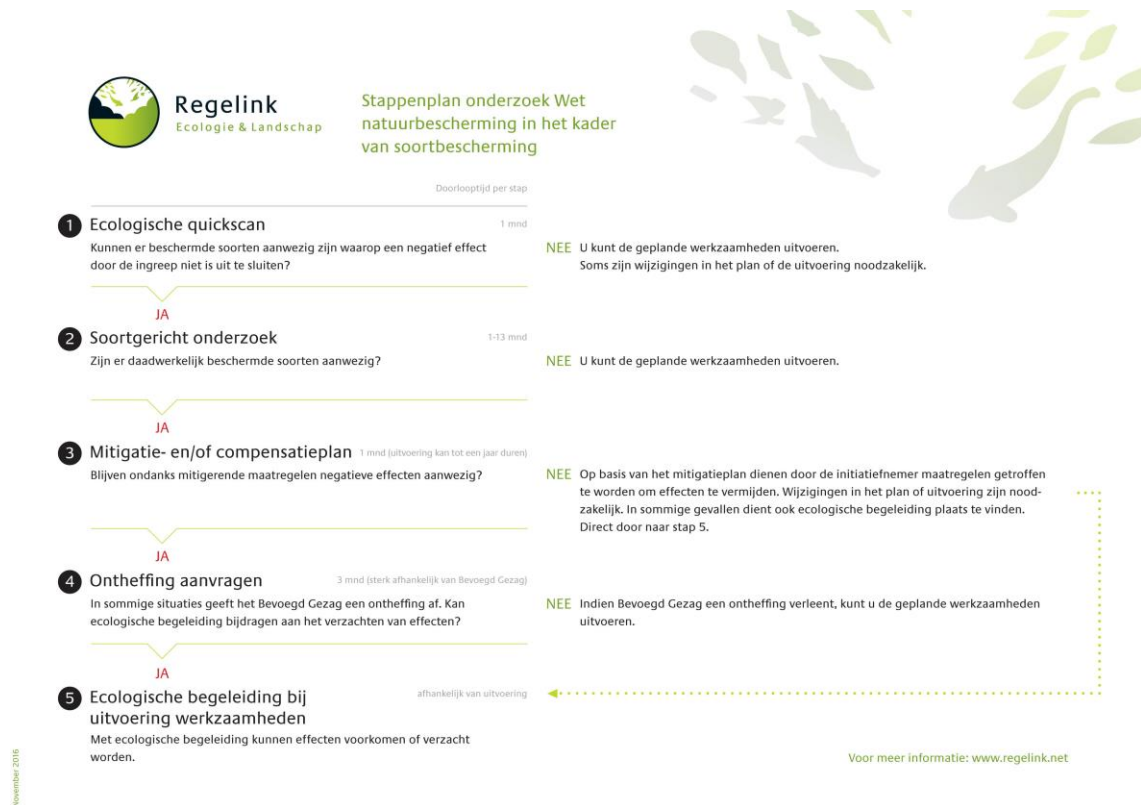 Regelink
Ecologie & Landschap
Stappenplan onderzoek Wet
natuurbescherming in het kader
van soortbescherming
Doorlooptijd per stap
1 Ecologische quickscan 1 mnd
Kunnen er beschermde soorten aanwezig zijn waarop een negatief effect
door de ingreep niet is uit te sluiten?
NEE U kunt de geplande werkzaamheden uitvoeren.
Soms zijn wijzigingen in het plan of de uitvoering noodzakelijk.
JA
2 Soortgericht onderzoek 1-13 mnd
Zijn er daadwerkelijk beschermde soorten aanwezig?
NEE U kunt de geplande werkzaamheden uitvoeren.
JA
3 Mitigatie- en/of compensatieplan 1 mnd (uitvoering kan tot een jaar duren)
Blijven ondanks mitigerende maatregelen negatieve effecten aanwezig?
NEE Op basis van het mitigatieplan dienen door de initiatiefnemer maatregelen getroffen
te worden om effecten te vermijden. Wijzigingen in het plan of uitvoering zijn nood-
zakelijk. In sommige gevallen dient ook ecologische begeleiding plaats te vinden.
Direct door naar stap 5.
JA
4 Ontheffing aanvragen 3 mnd (sterk afhankelijk van Bevoegd Gezag)
In sommige situaties geeft het Bevoegd Gezag een ontheffing af. Kan
ecologische begeleiding bijdragen aan het verzachten van effecten?
NEE Indien Bevoegd Gezag een ontheffing verleent, kunt u de geplande werkzaamheden
uitvoeren.
JA
5 Ecologische begeleiding bij afhankelijk van uitvoering
uitvoering werkzaamheden
Met ecologische begeleiding kunnen effecten voorkomen of verzacht
worden.
Voor meer informatie: www.regelink.net
November 2016